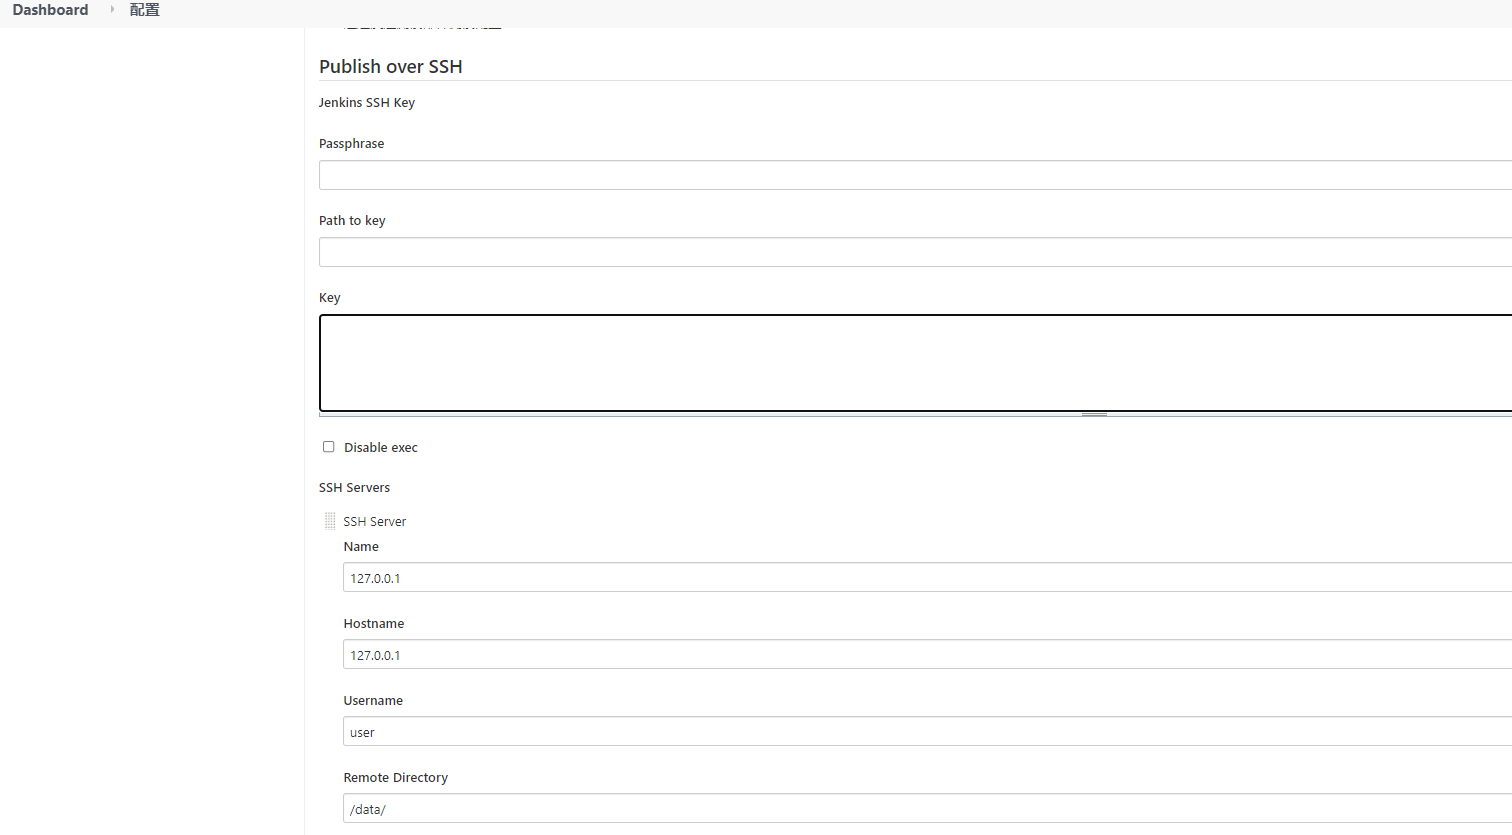 Dashboard 配置
Publish over SSH
Jenkins SSH Key
Passphrase
Path to key
Key
Disable exec
SSH Servers
SSH Server
Name
127.0.0.1
Hostname
127.0.0.1
Username
user
Remote Directory
/data/